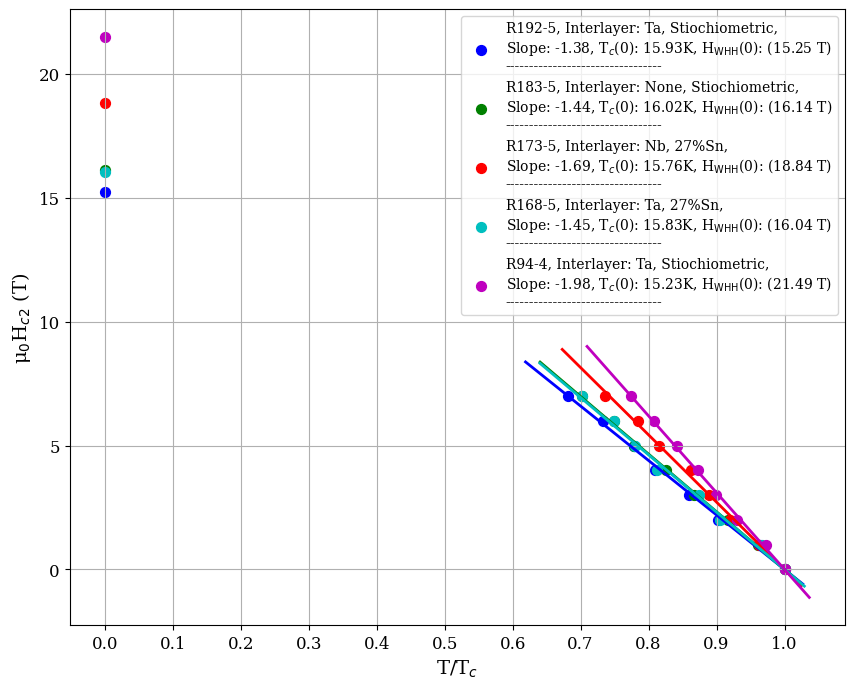 R192-5, Interlayer: Ta, Stiochiometric,
Slope: -1.38, Tc(0): 15.93K, HWHH(0): (15.25 T)
------------------------------------
R183-5, Interlayer: None, Stiochiometric,
Slope: -1.44, Tc(0): 16.02K, HWHH(0): (16.14 T)
------------------------------------
R173-5, Interlayer: Nb, 27%Sn,
Slope: -1.69, Tc(0): 15.76K, HWHH(0): (18.84 T)
------------------------------------
R168-5, Interlayer: Ta, 27%Sn,
Slope: -1.45, Tc(0): 15.83K, HWHH(0): (16.04 T)
------------------------------------
R94-4, Interlayer: Ta, Stiochiometric,
Slope: -1.98, Tc(0): 15.23K, HWHH(0): (21.49 T)
------------------------------------
20
15
10
5
0
μ0Hc2 (T)
0.0 0.1 0.2 0.3 0.4 0.5 0.6 0.7 0.8 0.9 1.0
T/Tc